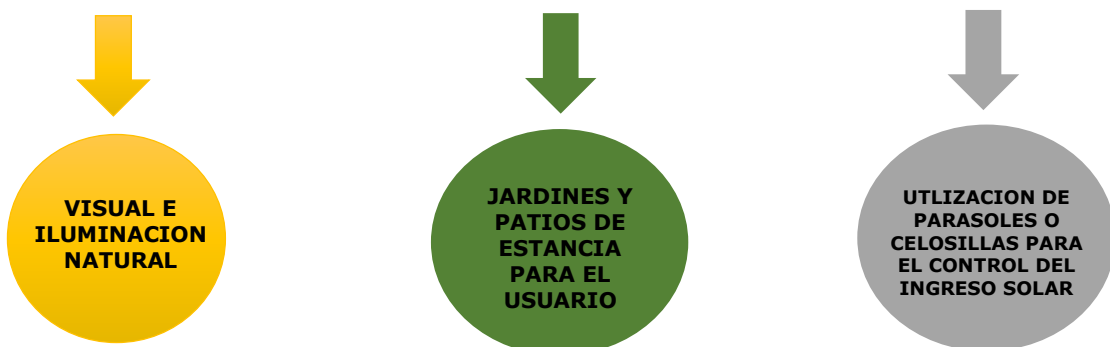 VISUAL E
ILUMINACION
NATURAL
JARDINES Y
PATIOS DE
ESTANCIA
PARA EL
USUARIO
UTLIZACION DE
PARASOLES O
CELOSILLAS PARA
EL CONTROL DEL
INGRESO SOLAR